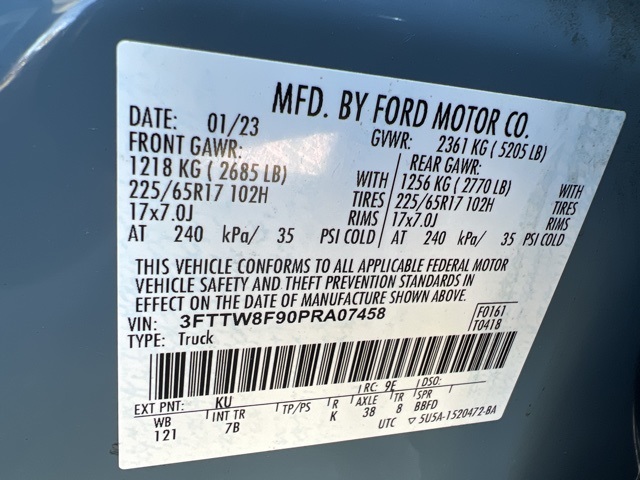 MFD. BY FORD MOTOR CO.
DATE: 01/23 GVWR: 2361 KG ( 5205 LB)
FRONT GAWR: REAR GAWR:
1218 KG ( 2685 LB) WITH 1256 KG ( 2770 LB) WITH
225/65R17 102H TIRES 225/65R17 102H TIRES
17x7.0J RIMS 17x7.0J RIMS
AT 240 kPa/ 35 PSI COLD AT 240 kPa/ 35 PSI COLD
THIS VEHICLE CONFORMS TO ALL APPLICABLE FEDERAL MOTOR
VEHICLE SAFETY AND THEFT PREVENTION STANDARDS IN
EFFECT ON THE DATE OF MANUFACTURE SHOWN ABOVE.
VIN: 3FTTW8F90PRA07458 F0161
TYPE: Truck T0418
EXT PNT: KU RC: 9E DSO:
WB INT TR TP/PS R AXLE TR SPR
121 7B K 38 8 BBFD
UTC ▽ 5U5A-1520472-BA